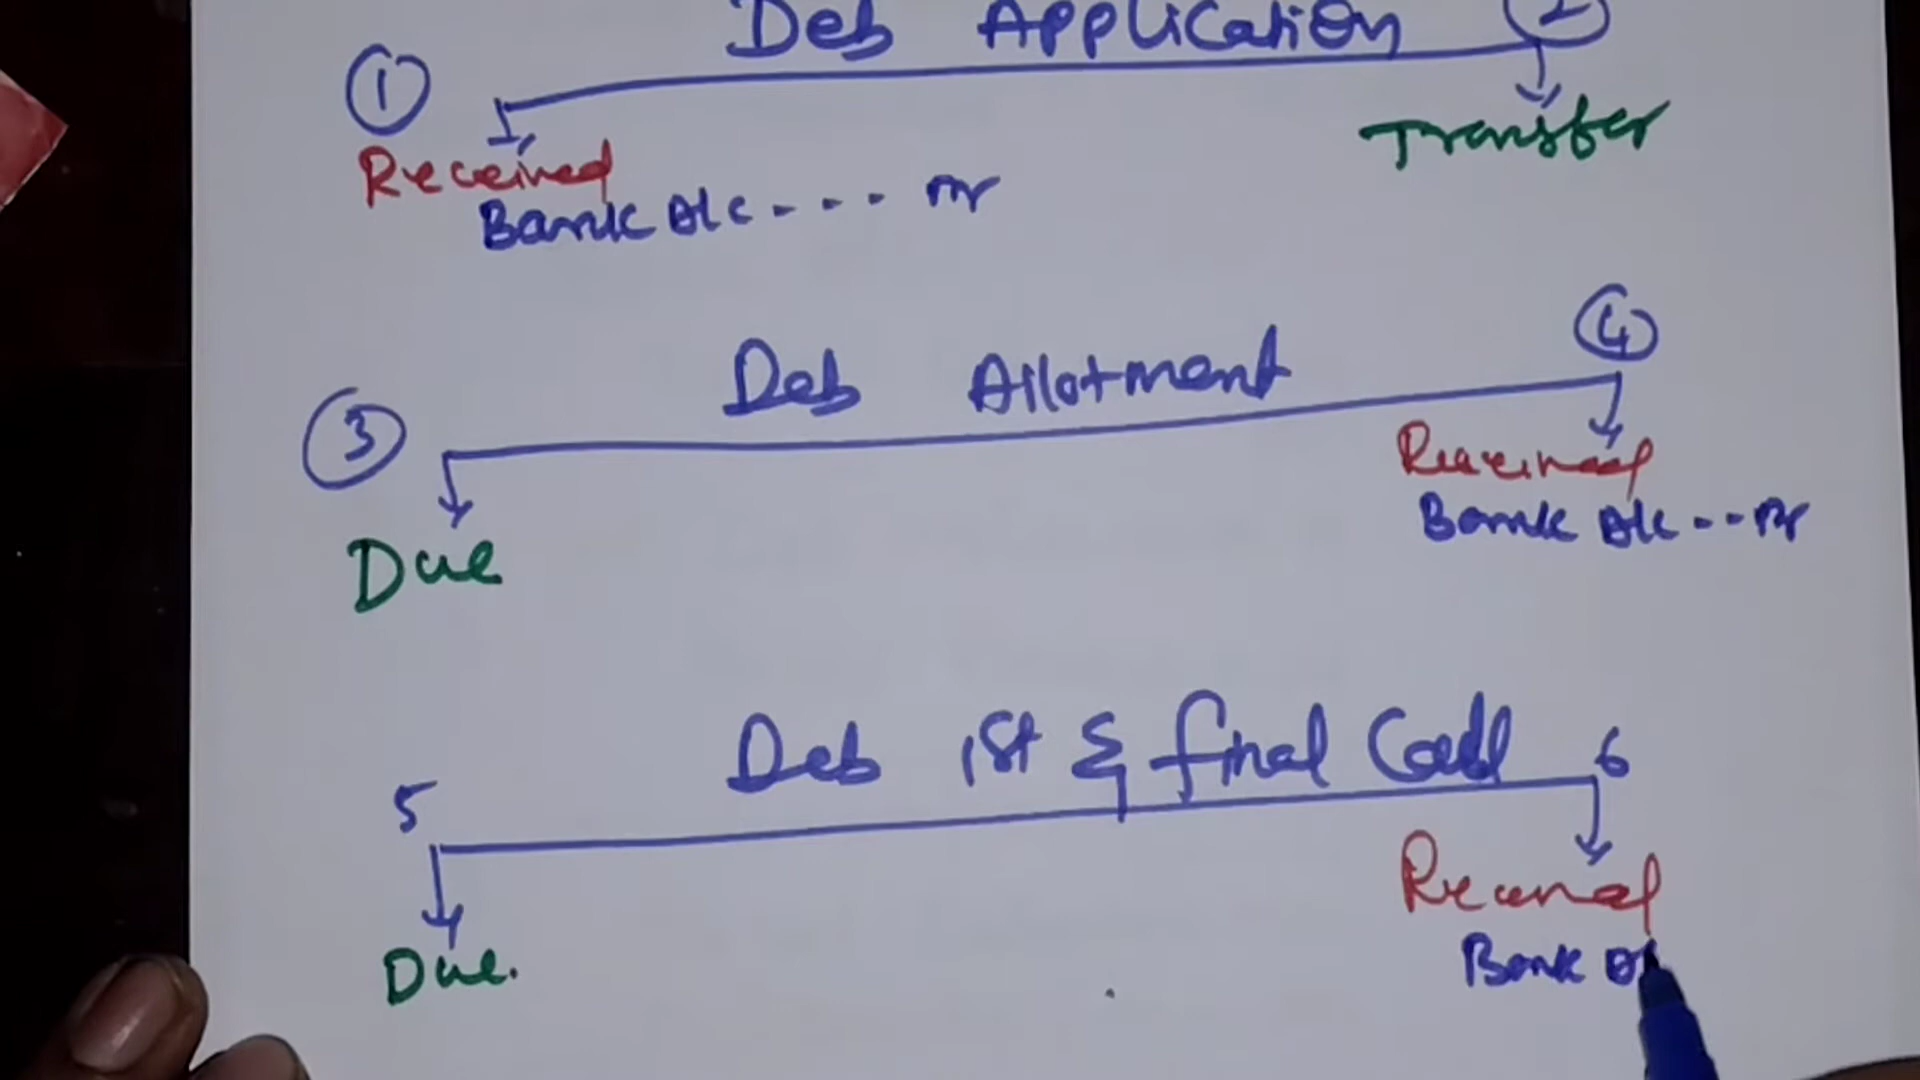 Deb Application 2
1
Received
Transfer
Bank A/c - - - Dr
Deb Allotment
4
3
Received
Bank A/c - - Dr
Due
Deb 1st & final Call
5
6
Received
Bank A
Due.